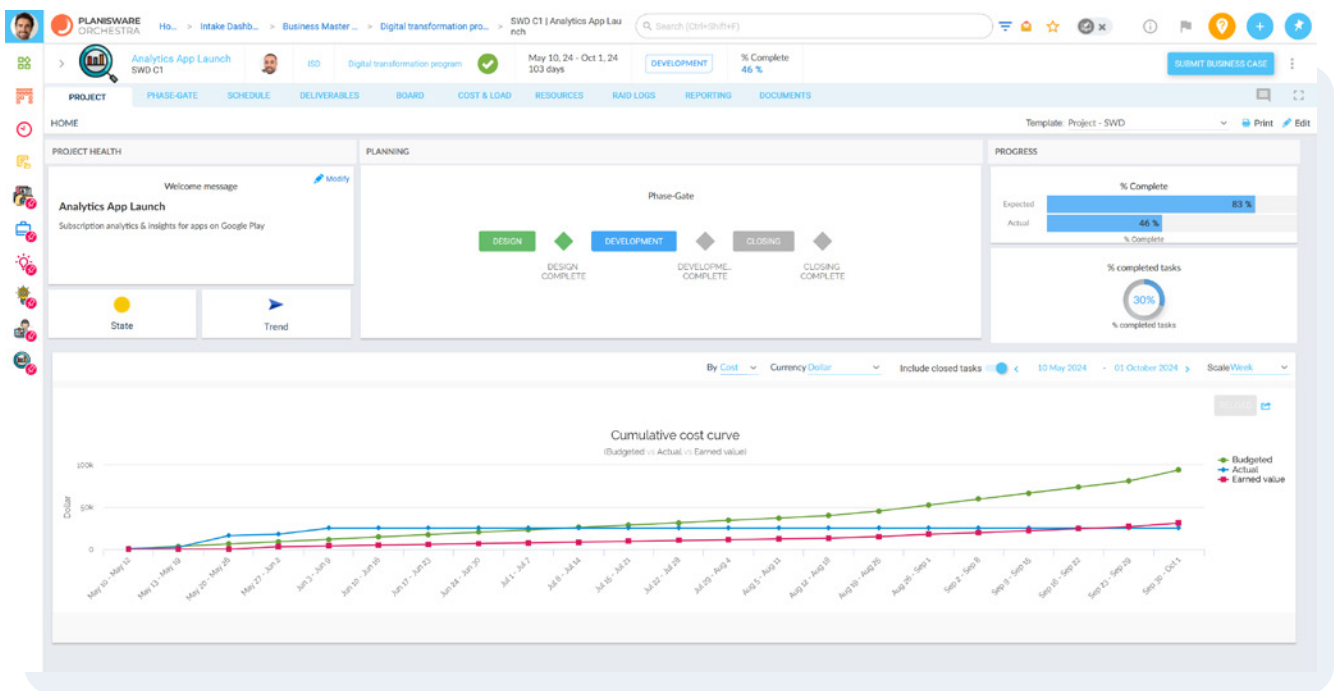 PLANISWARE
ORCHESTRA
Ho... > Intake Dashb... > Business Master ... > Digital transformation pro... > SWD C1 | Analytics App Lau
nch
Search (Ctrl+Shift+F)
Analytics App Launch
SWD C1
ISD
Digital transformation program
May 10, 24 - Oct 1, 24
103 days
DEVELOPMENT
% Complete
46 %
SUBMIT BUSINESS CASE
PROJECT PHASE-GATE SCHEDULE DELIVERABLES BOARD COST & LOAD RESOURCES RAID LOGS REPORTING DOCUMENTS
HOME
Template: Project - SWD
Print
Edit
PROJECT HEALTH
PLANNING
PROGRESS
Welcome message
Modify
Analytics App Launch
Subscription analytics & insights for apps on Google Play
State
Trend
Phase-Gate
DESIGN
DEVELOPMENT
CLOSING
DESIGN
COMPLETE
DEVELOPME...
COMPLETE
CLOSING
COMPLETE
% Complete
Expected
83 %
Actual
46 %
% Complete
% completed tasks
30%
% completed tasks
By Cost
Currency Dollar
Include closed tasks
10 May 2024 - 01 October 2024
Scale Week
Cumulative cost curve
(Budgeted vs Actual vs Earned value)
100k
50k
0
Dollar
Budgeted
Actual
Earned value
May 10 - May 12
May 13 - May 19
May 20 - May 26
May 27 - Jun 2
Jun 3 - Jun 9
Jun 10 - Jun 16
Jun 17 - Jun 23
Jun 24 - Jun 30
Jul 1 - Jul 7
Jul 8 - Jul 14
Jul 15 - Jul 21
Jul 22 - Jul 28
Jul 29 - Aug 4
Aug 5 - Aug 11
Aug 12 - Aug 18
Aug 19 - Aug 25
Aug 26 - Sep 1
Sep 2 - Sep 8
Sep 9 - Sep 15
Sep 16 - Sep 22
Sep 23 - Sep 29
Sep 30 - Oct 1